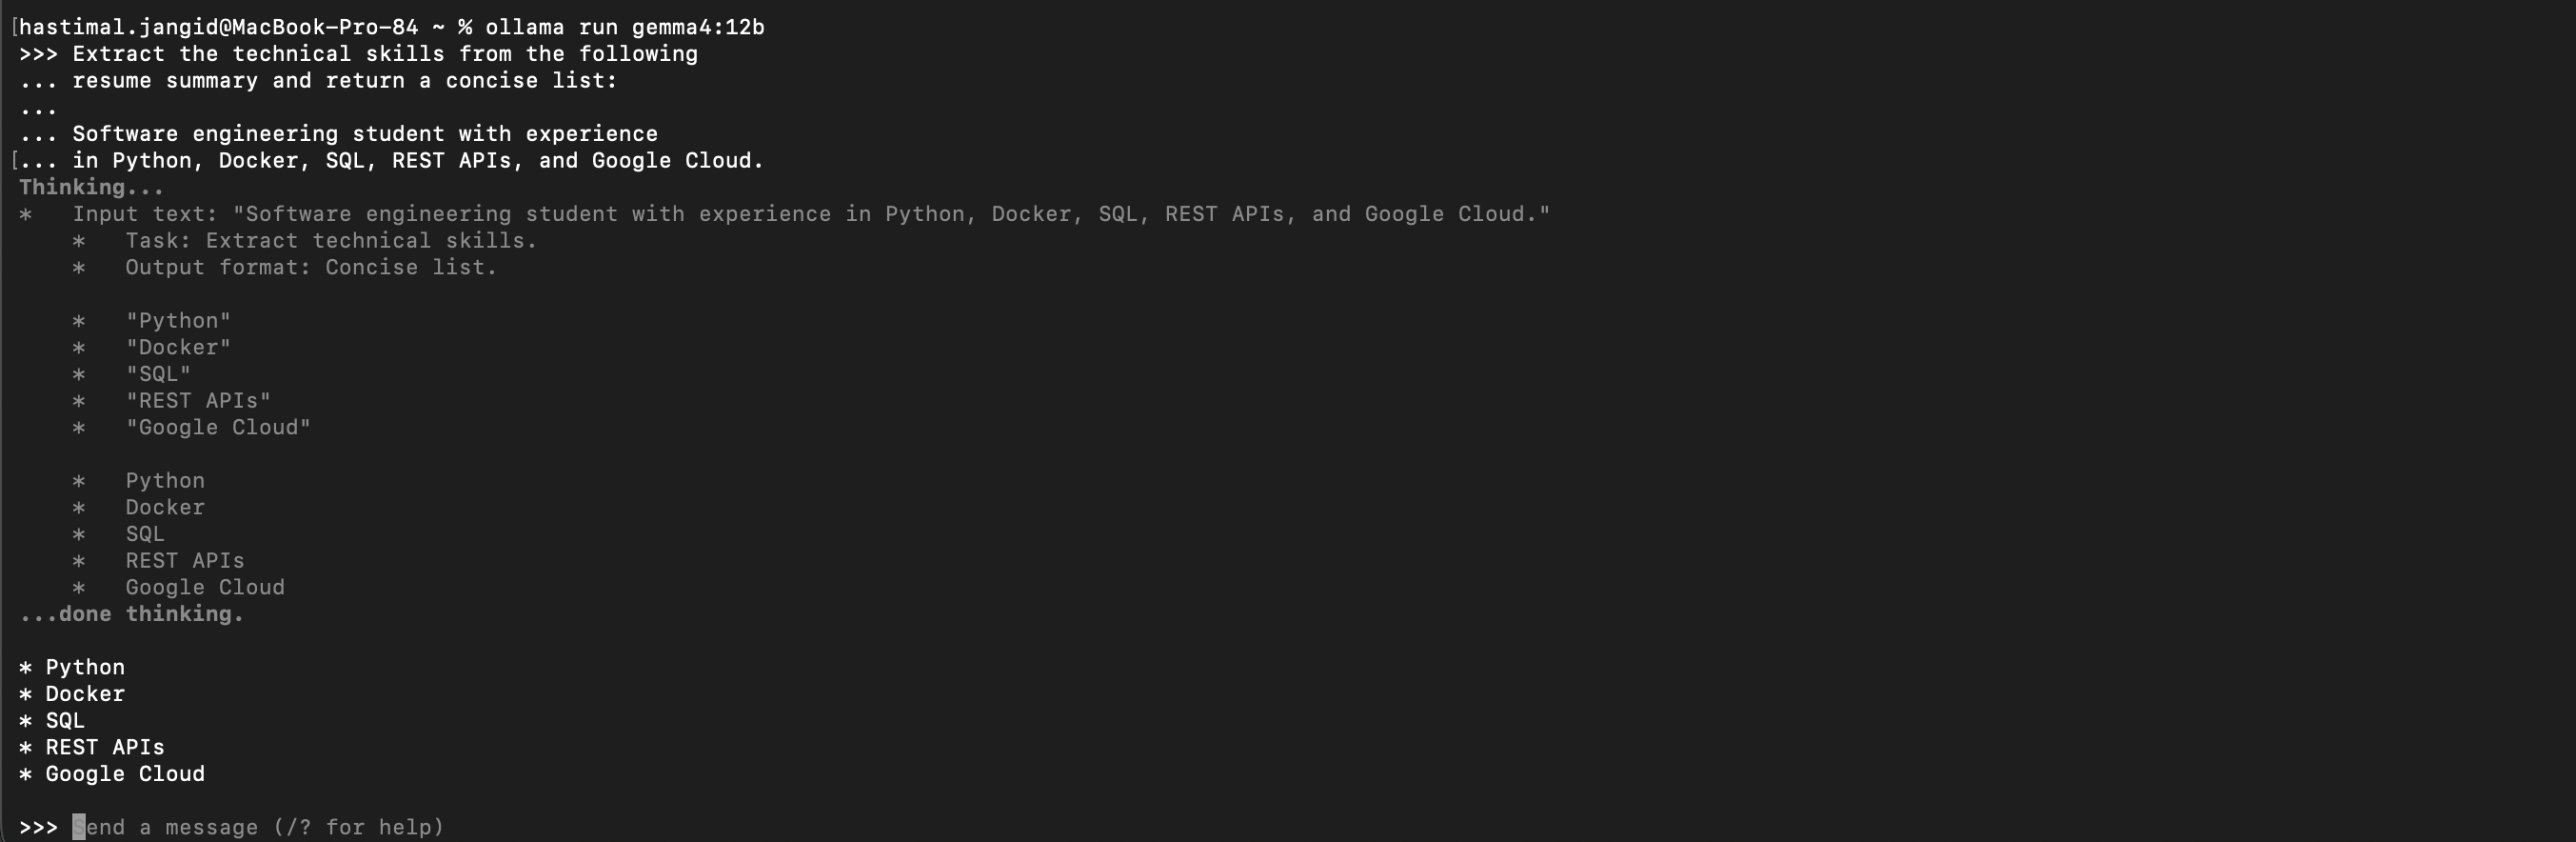 [hastimal.jangid@MacBook-Pro-84 ~ % ollama run gemma4:12b
>>> Extract the technical skills from the following
... resume summary and return a concise list:
...
... Software engineering student with experience
[... in Python, Docker, SQL, REST APIs, and Google Cloud.
Thinking...
*   Input text: "Software engineering student with experience in Python, Docker, SQL, REST APIs, and Google Cloud."
    *   Task: Extract technical skills.
    *   Output format: Concise list.

    *   "Python"
    *   "Docker"
    *   "SQL"
    *   "REST APIs"
    *   "Google Cloud"

    *   Python
    *   Docker
    *   SQL
    *   REST APIs
    *   Google Cloud
...done thinking.

* Python
* Docker
* SQL
* REST APIs
* Google Cloud

>>> Send a message (/? for help)